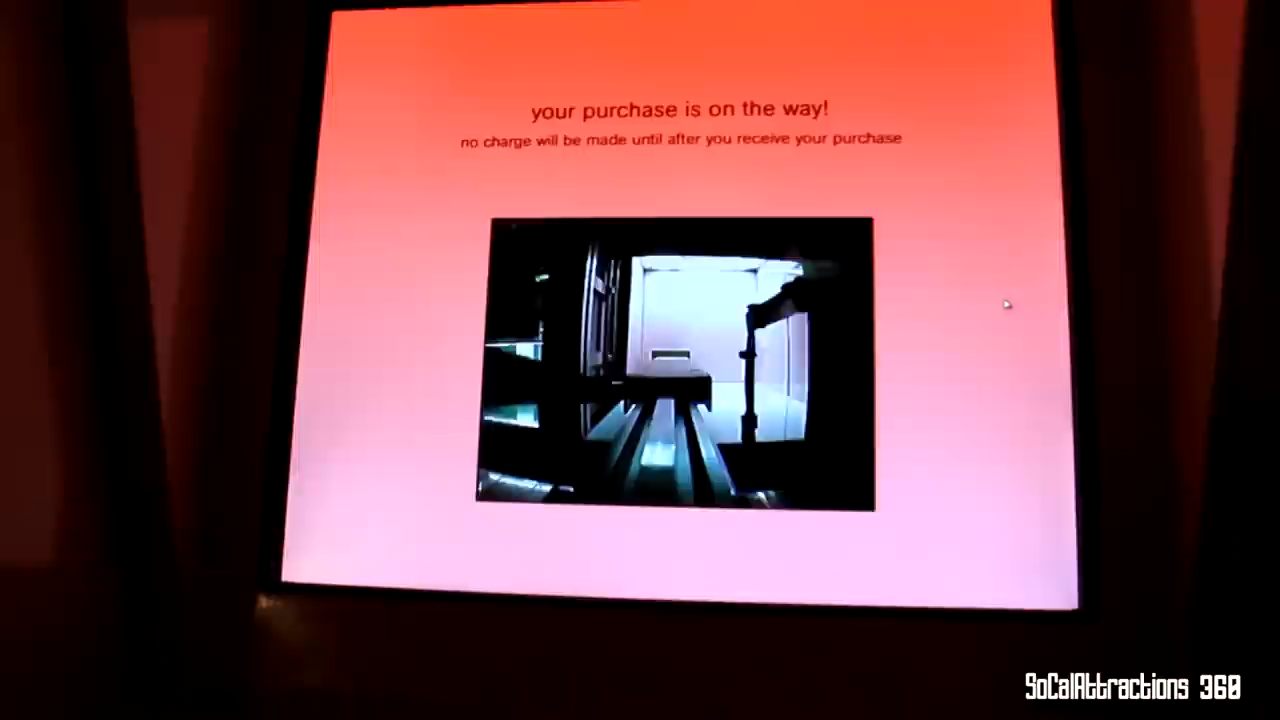 your purchase is on the way!
no charge will be made until after you receive your purchase
SoCalAttractions 360